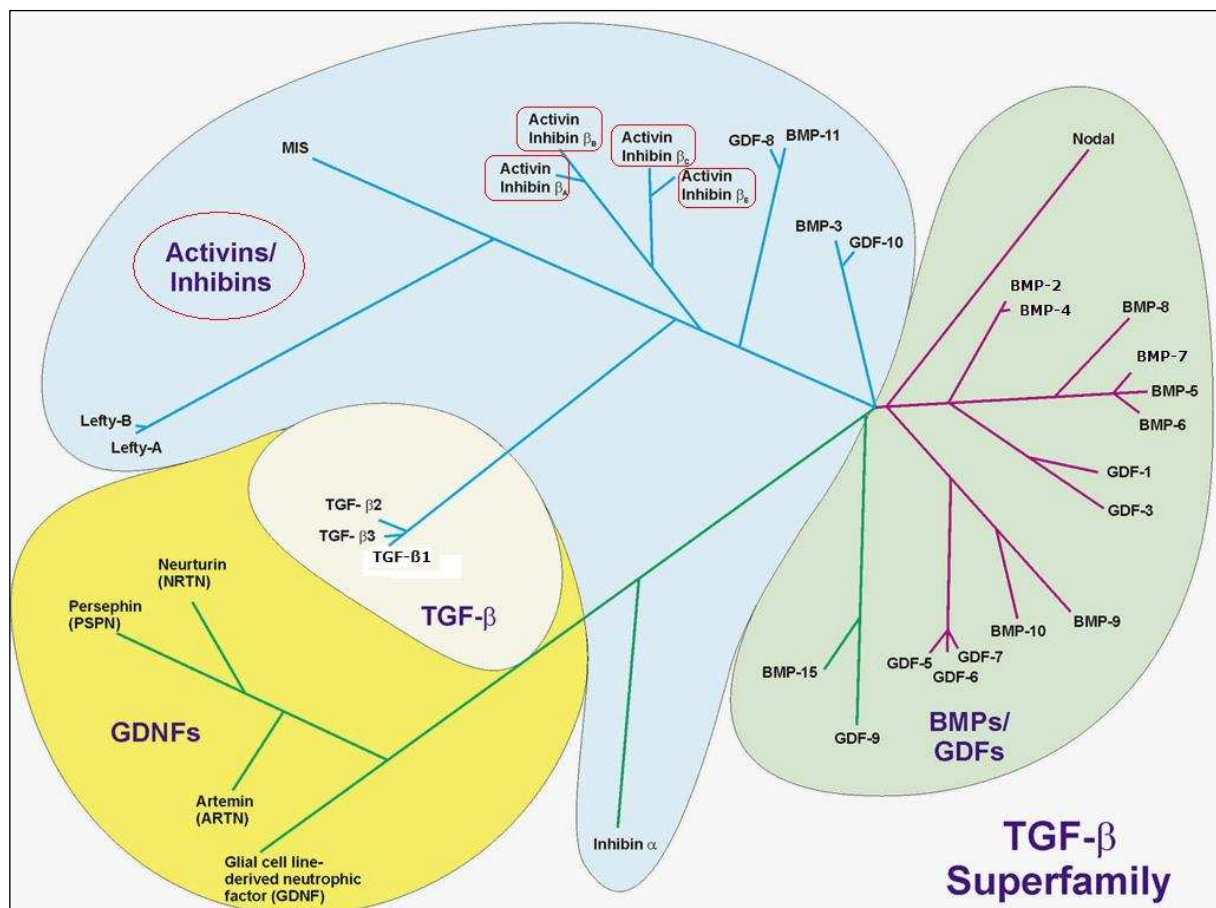 MIS
Activin
Inhibin βB
Activin
Inhibin βA
Activin
Inhibin βC
Activin
Inhibin βE
GDF-8
BMP-11
BMP-3
GDF-10
Nodal
Activins/
Inhibins
BMP-2
BMP-4
BMP-8
BMP-7
BMP-5
BMP-6
GDF-1
GDF-3
Lefty-B
Lefty-A
TGF- β2
TGF- β3
TGF-ß1
TGF-β
Neurturin
(NRTN)
Persephin
(PSPN)
GDNFs
Artemin
(ARTN)
Glial cell line-
derived neutrophic
factor (GDNF)
Inhibin α
BMP-15
GDF-9
GDF-5
GDF-6
GDF-7
BMP-10
BMP-9
BMPs/
GDFs
TGF-β
Superfamily